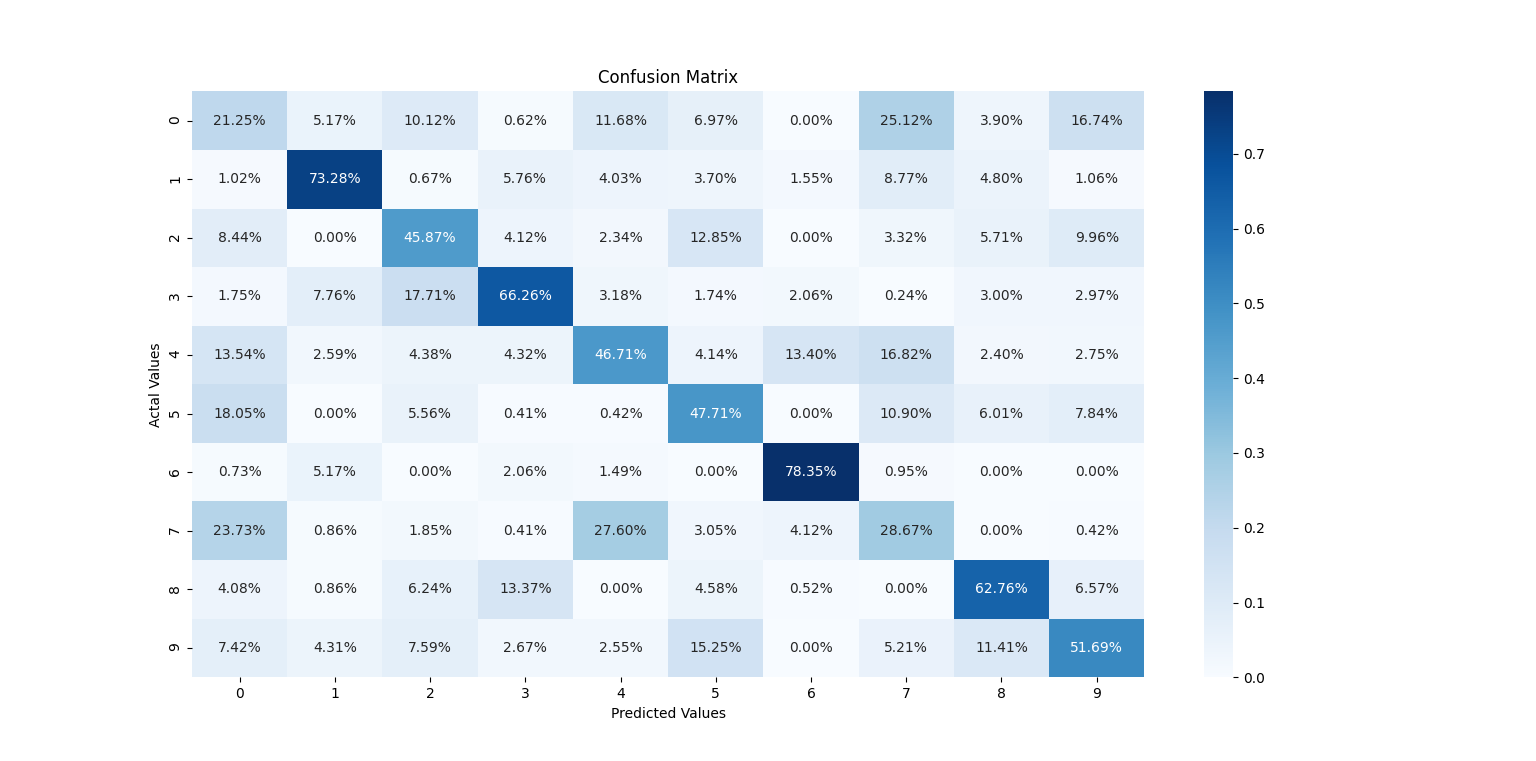 Confusion Matrix
0 21.25% 5.17% 10.12% 0.62% 11.68% 6.97% 0.00% 25.12% 3.90% 16.74%
1 1.02% 73.28% 0.67% 5.76% 4.03% 3.70% 1.55% 8.77% 4.80% 1.06%
2 8.44% 0.00% 45.87% 4.12% 2.34% 12.85% 0.00% 3.32% 5.71% 9.96%
3 1.75% 7.76% 17.71% 66.26% 3.18% 1.74% 2.06% 0.24% 3.00% 2.97%
4 13.54% 2.59% 4.38% 4.32% 46.71% 4.14% 13.40% 16.82% 2.40% 2.75%
5 18.05% 0.00% 5.56% 0.41% 0.42% 47.71% 0.00% 10.90% 6.01% 7.84%
6 0.73% 5.17% 0.00% 2.06% 1.49% 0.00% 78.35% 0.95% 0.00% 0.00%
7 23.73% 0.86% 1.85% 0.41% 27.60% 3.05% 4.12% 28.67% 0.00% 0.42%
8 4.08% 0.86% 6.24% 13.37% 0.00% 4.58% 0.52% 0.00% 62.76% 6.57%
9 7.42% 4.31% 7.59% 2.67% 2.55% 15.25% 0.00% 5.21% 11.41% 51.69%
0 1 2 3 4 5 6 7 8 9
Predicted Values
Actal Values
0.7
0.6
0.5
0.4
0.3
0.2
0.1
0.0